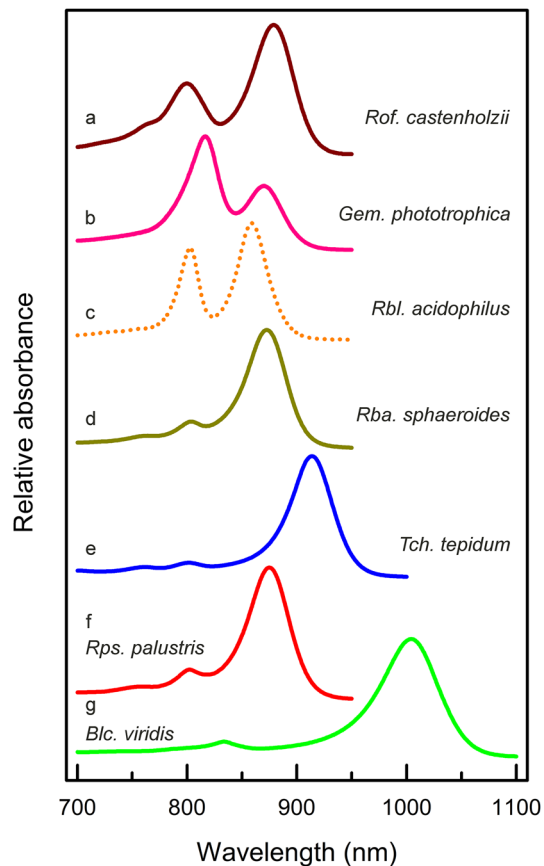 a
Rof. castenholzii
b
Gem. phototrophica
c
Rbl. acidophilus
d
Rba. sphaeroides
e
Tch. tepidum
f
Rps. palustris
g
Blc. viridis
Relative absorbance
700 800 900 1000 1100
Wavelength (nm)